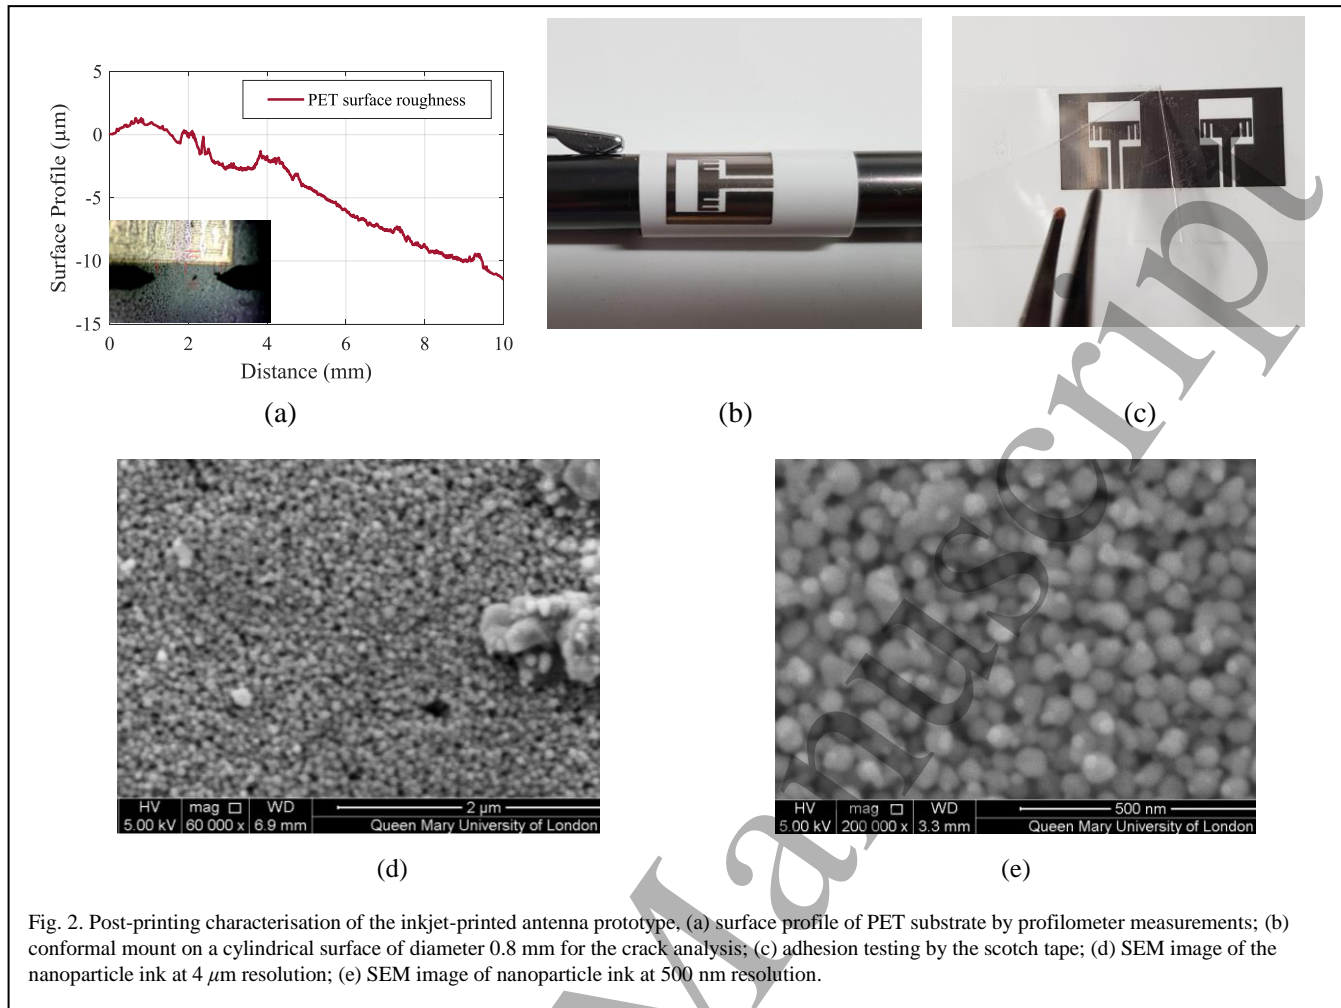 5
0
-5
-10
-15
Surface Profile (μm)
PET surface roughness
0 2 4 6 8 10
Distance (mm)
(a)
(b)
(c)
HV mag WD 2 μm
5.00 kV 60 000 x 6.9 mm Queen Mary University of London
HV mag WD 500 nm
5.00 kV 200 000 x 3.3 mm Queen Mary University of London
(d)
(e)
Manuscript
Fig. 2. Post-printing characterisation of the inkjet-printed antenna prototype, (a) surface profile of PET substrate by profilometer measurements; (b)
conformal mount on a cylindrical surface of diameter 0.8 mm for the crack analysis; (c) adhesion testing by the scotch tape; (d) SEM image of the
nanoparticle ink at 4 μm resolution; (e) SEM image of nanoparticle ink at 500 nm resolution.